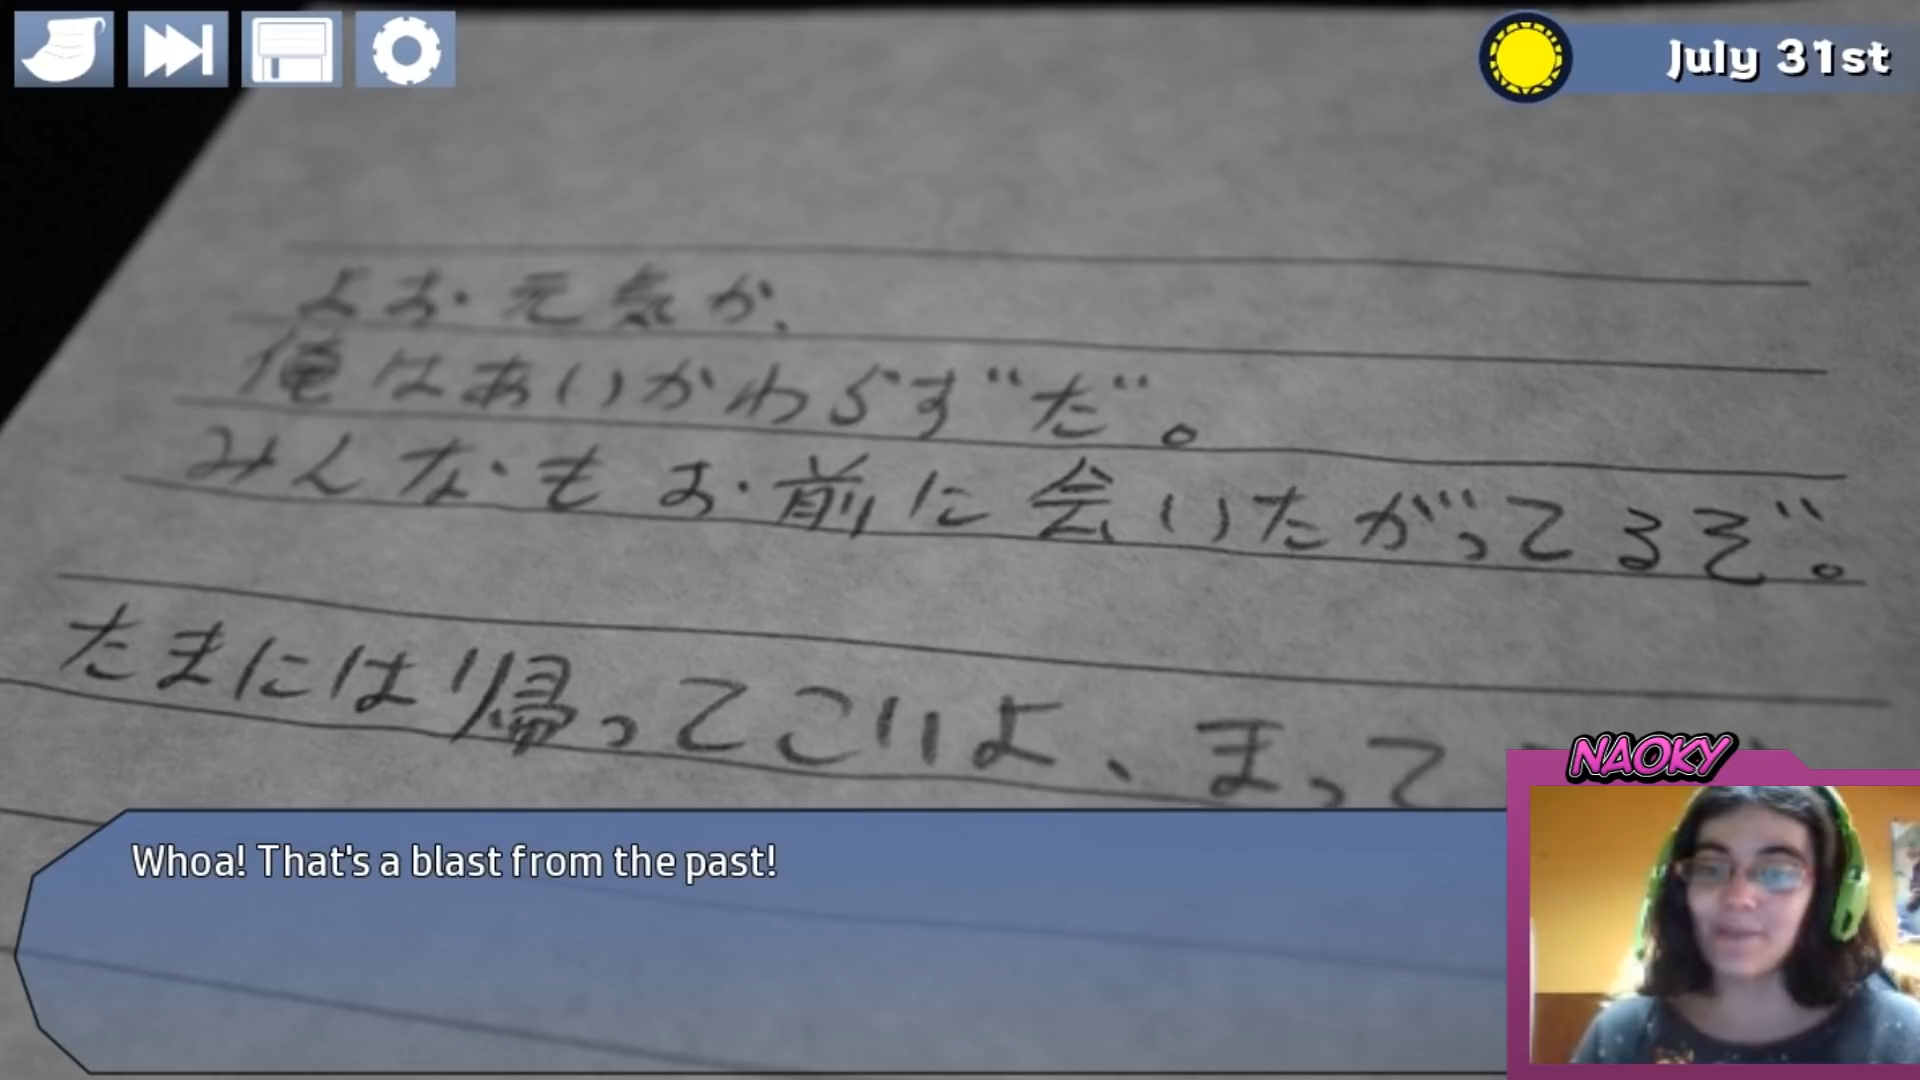 July 31st
よお元気か、
俺はあいかわらずだ。
みんなもお前に会いたがってるぞ。
たまには帰ってこいよ、まって
NAOKY
Whoa! That's a blast from the past!